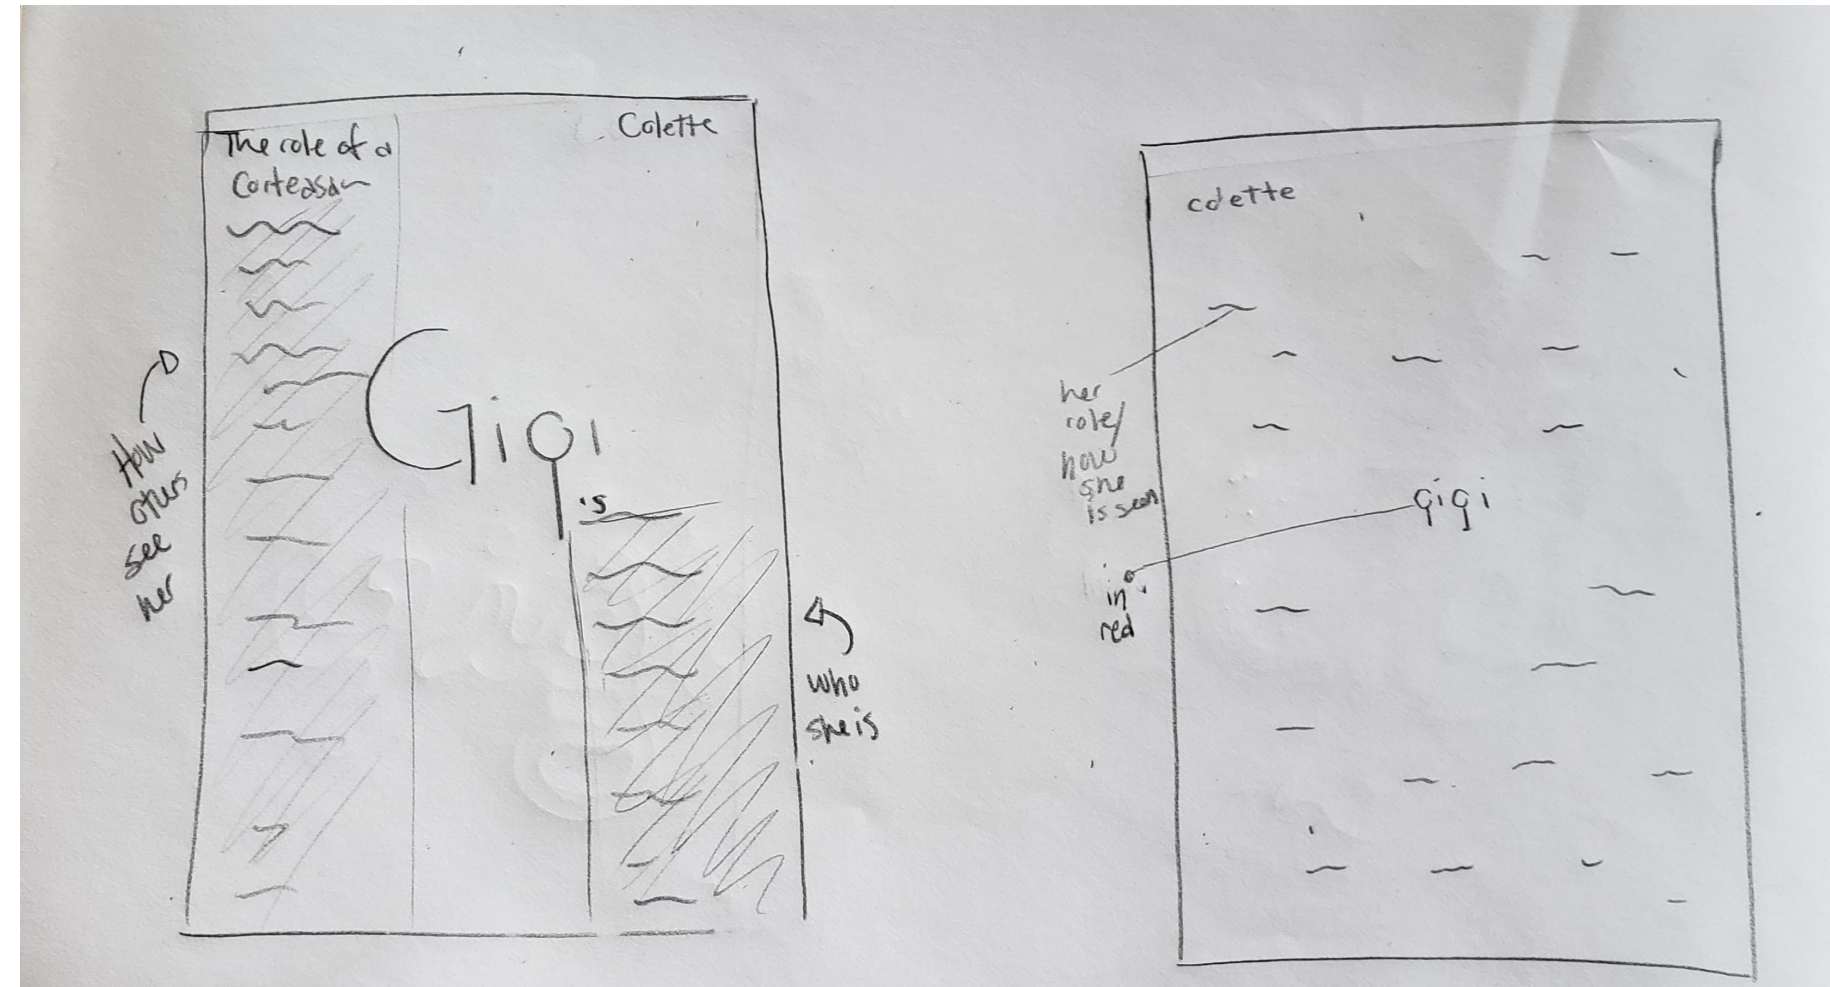 The role of a
Corteasan
Colette
Gigi
is
How
others
see
her
who
she is
colette
her
role/
how
she
is seen
gigi
in
red